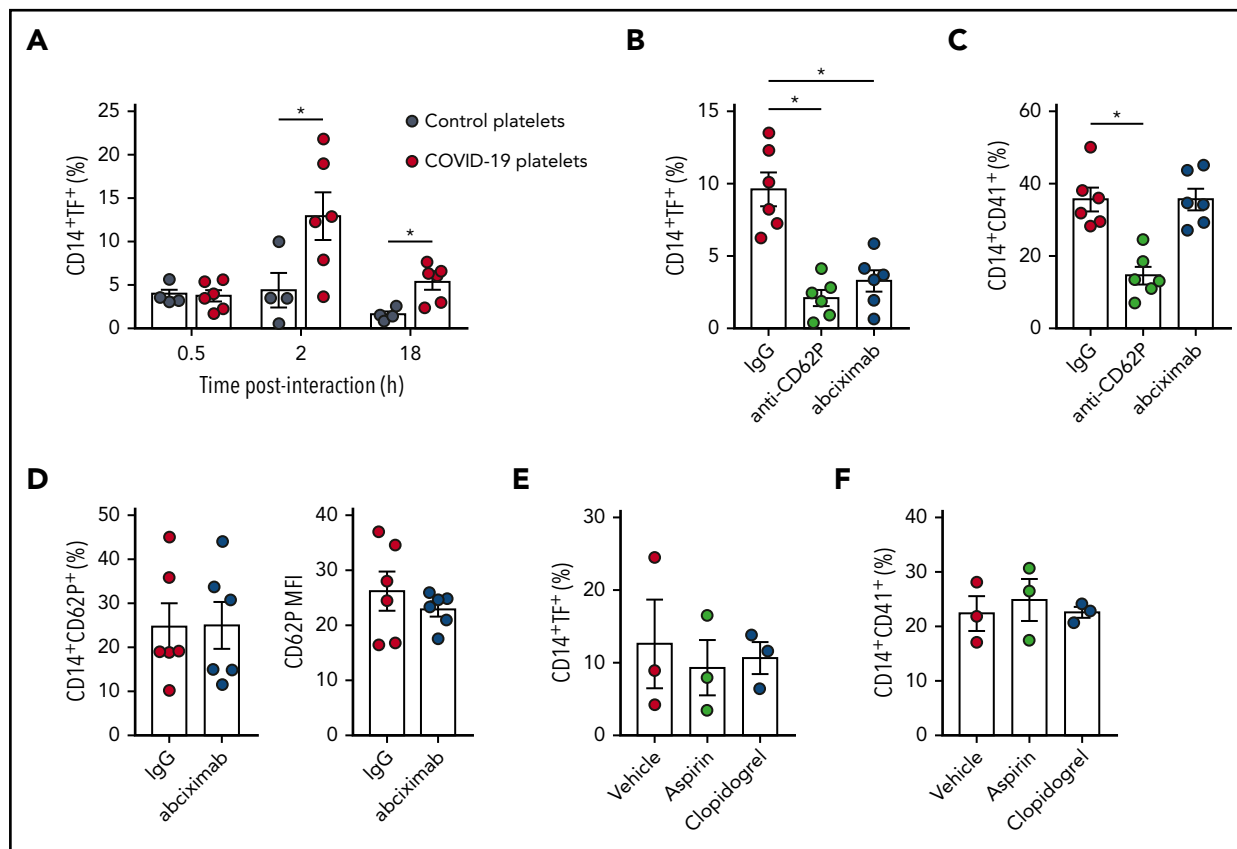 A
CD14+TF+ (%)
25
20
15
10
5
0
*
*
Control platelets
COVID-19 platelets
0.5
2
18
Time post-interaction (h)
B
CD14+TF+ (%)
15
10
5
0
*
*
IgG
anti-CD62P
abciximab
C
CD14+CD41+ (%)
60
40
20
0
*
IgG
anti-CD62P
abciximab
D
CD14+CD62P+ (%)
50
40
30
20
10
0
IgG
abciximab
CD62P MFI
40
30
20
10
0
IgG
abciximab
E
CD14+TF+ (%)
30
20
10
0
Vehicle
Aspirin
Clopidogrel
F
CD14+CD41+ (%)
40
30
20
10
0
Vehicle
Aspirin
Clopidogrel